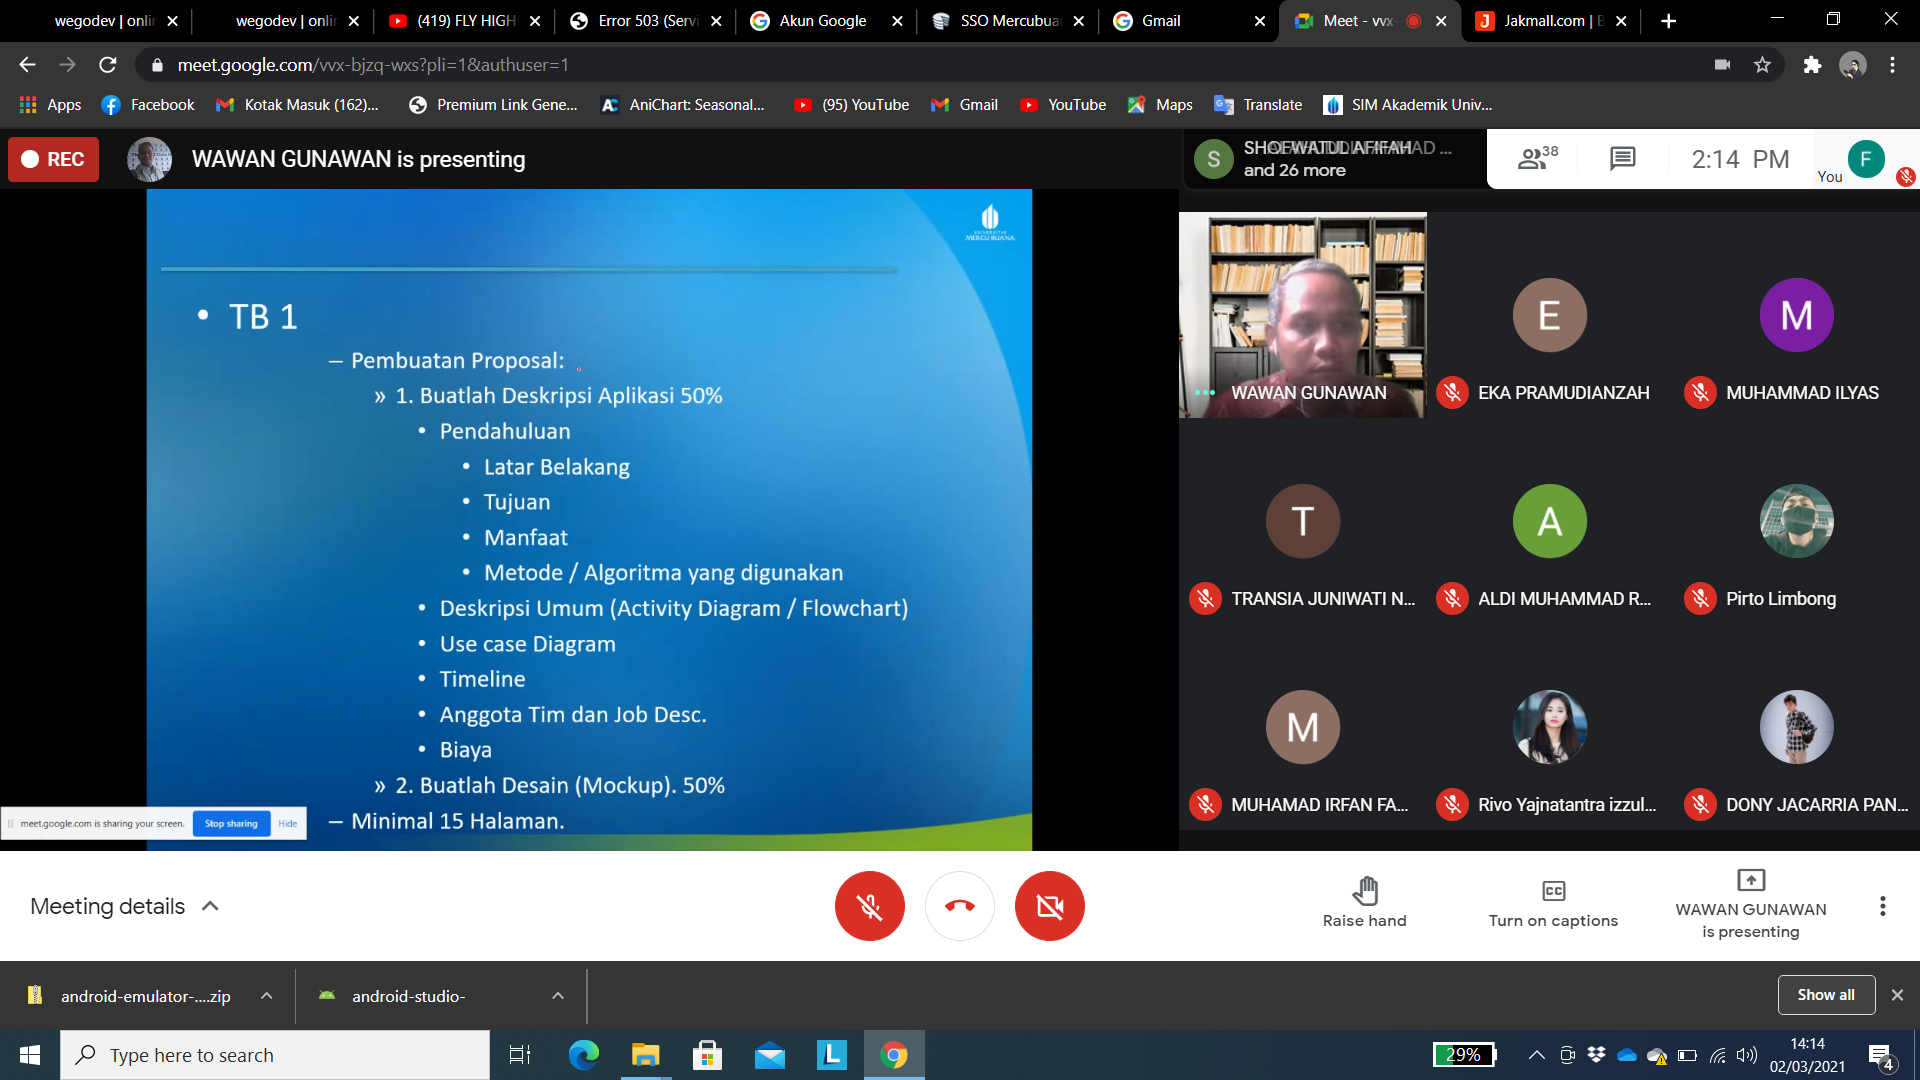 wegodev | onlin
wegodev | onlin
(419) FLY HIGH
Error 503 (Servi
Akun Google
SSO Mercubua
Gmail
Meet - vvx-
Jakmall.com | B
meet.google.com/vvx-bjzq-wxs?pli=1&authuser=1
Apps
Facebook
Kotak Masuk (162)...
Premium Link Gene...
AniChart: Seasonal...
(95) YouTube
Gmail
YouTube
Maps
Translate
SIM Akademik Univ...
REC
WAWAN GUNAWAN is presenting
S
and 26 more
38
2:14 PM
You
F
UNIVERSITAS
MERCU BUANA
• TB 1
– Pembuatan Proposal:
» 1. Buatlah Deskripsi Aplikasi 50%
• Pendahuluan
• Latar Belakang
• Tujuan
• Manfaat
• Metode / Algoritma yang digunakan
• Deskripsi Umum (Activity Diagram / Flowchart)
• Use case Diagram
• Timeline
• Anggota Tim dan Job Desc.
• Biaya
» 2. Buatlah Desain (Mockup). 50%
– Minimal 15 Halaman.
meet.google.com is sharing your screen.
Stop sharing
Hide
WAWAN GUNAWAN
E
EKA PRAMUDIANZAH
M
MUHAMMAD ILYAS
T
TRANSIA JUNIWATI N...
A
ALDI MUHAMMAD R...
Pirto Limbong
M
MUHAMAD IRFAN FA...
Rivo Yajnatantra izzul...
DONY JACARRIA PAN...
Meeting details
Raise hand
Turn on captions
WAWAN GUNAWAN
is presenting
android-emulator-....zip
android-studio-
Show all
Type here to search
29%
14:14
02/03/2021
4